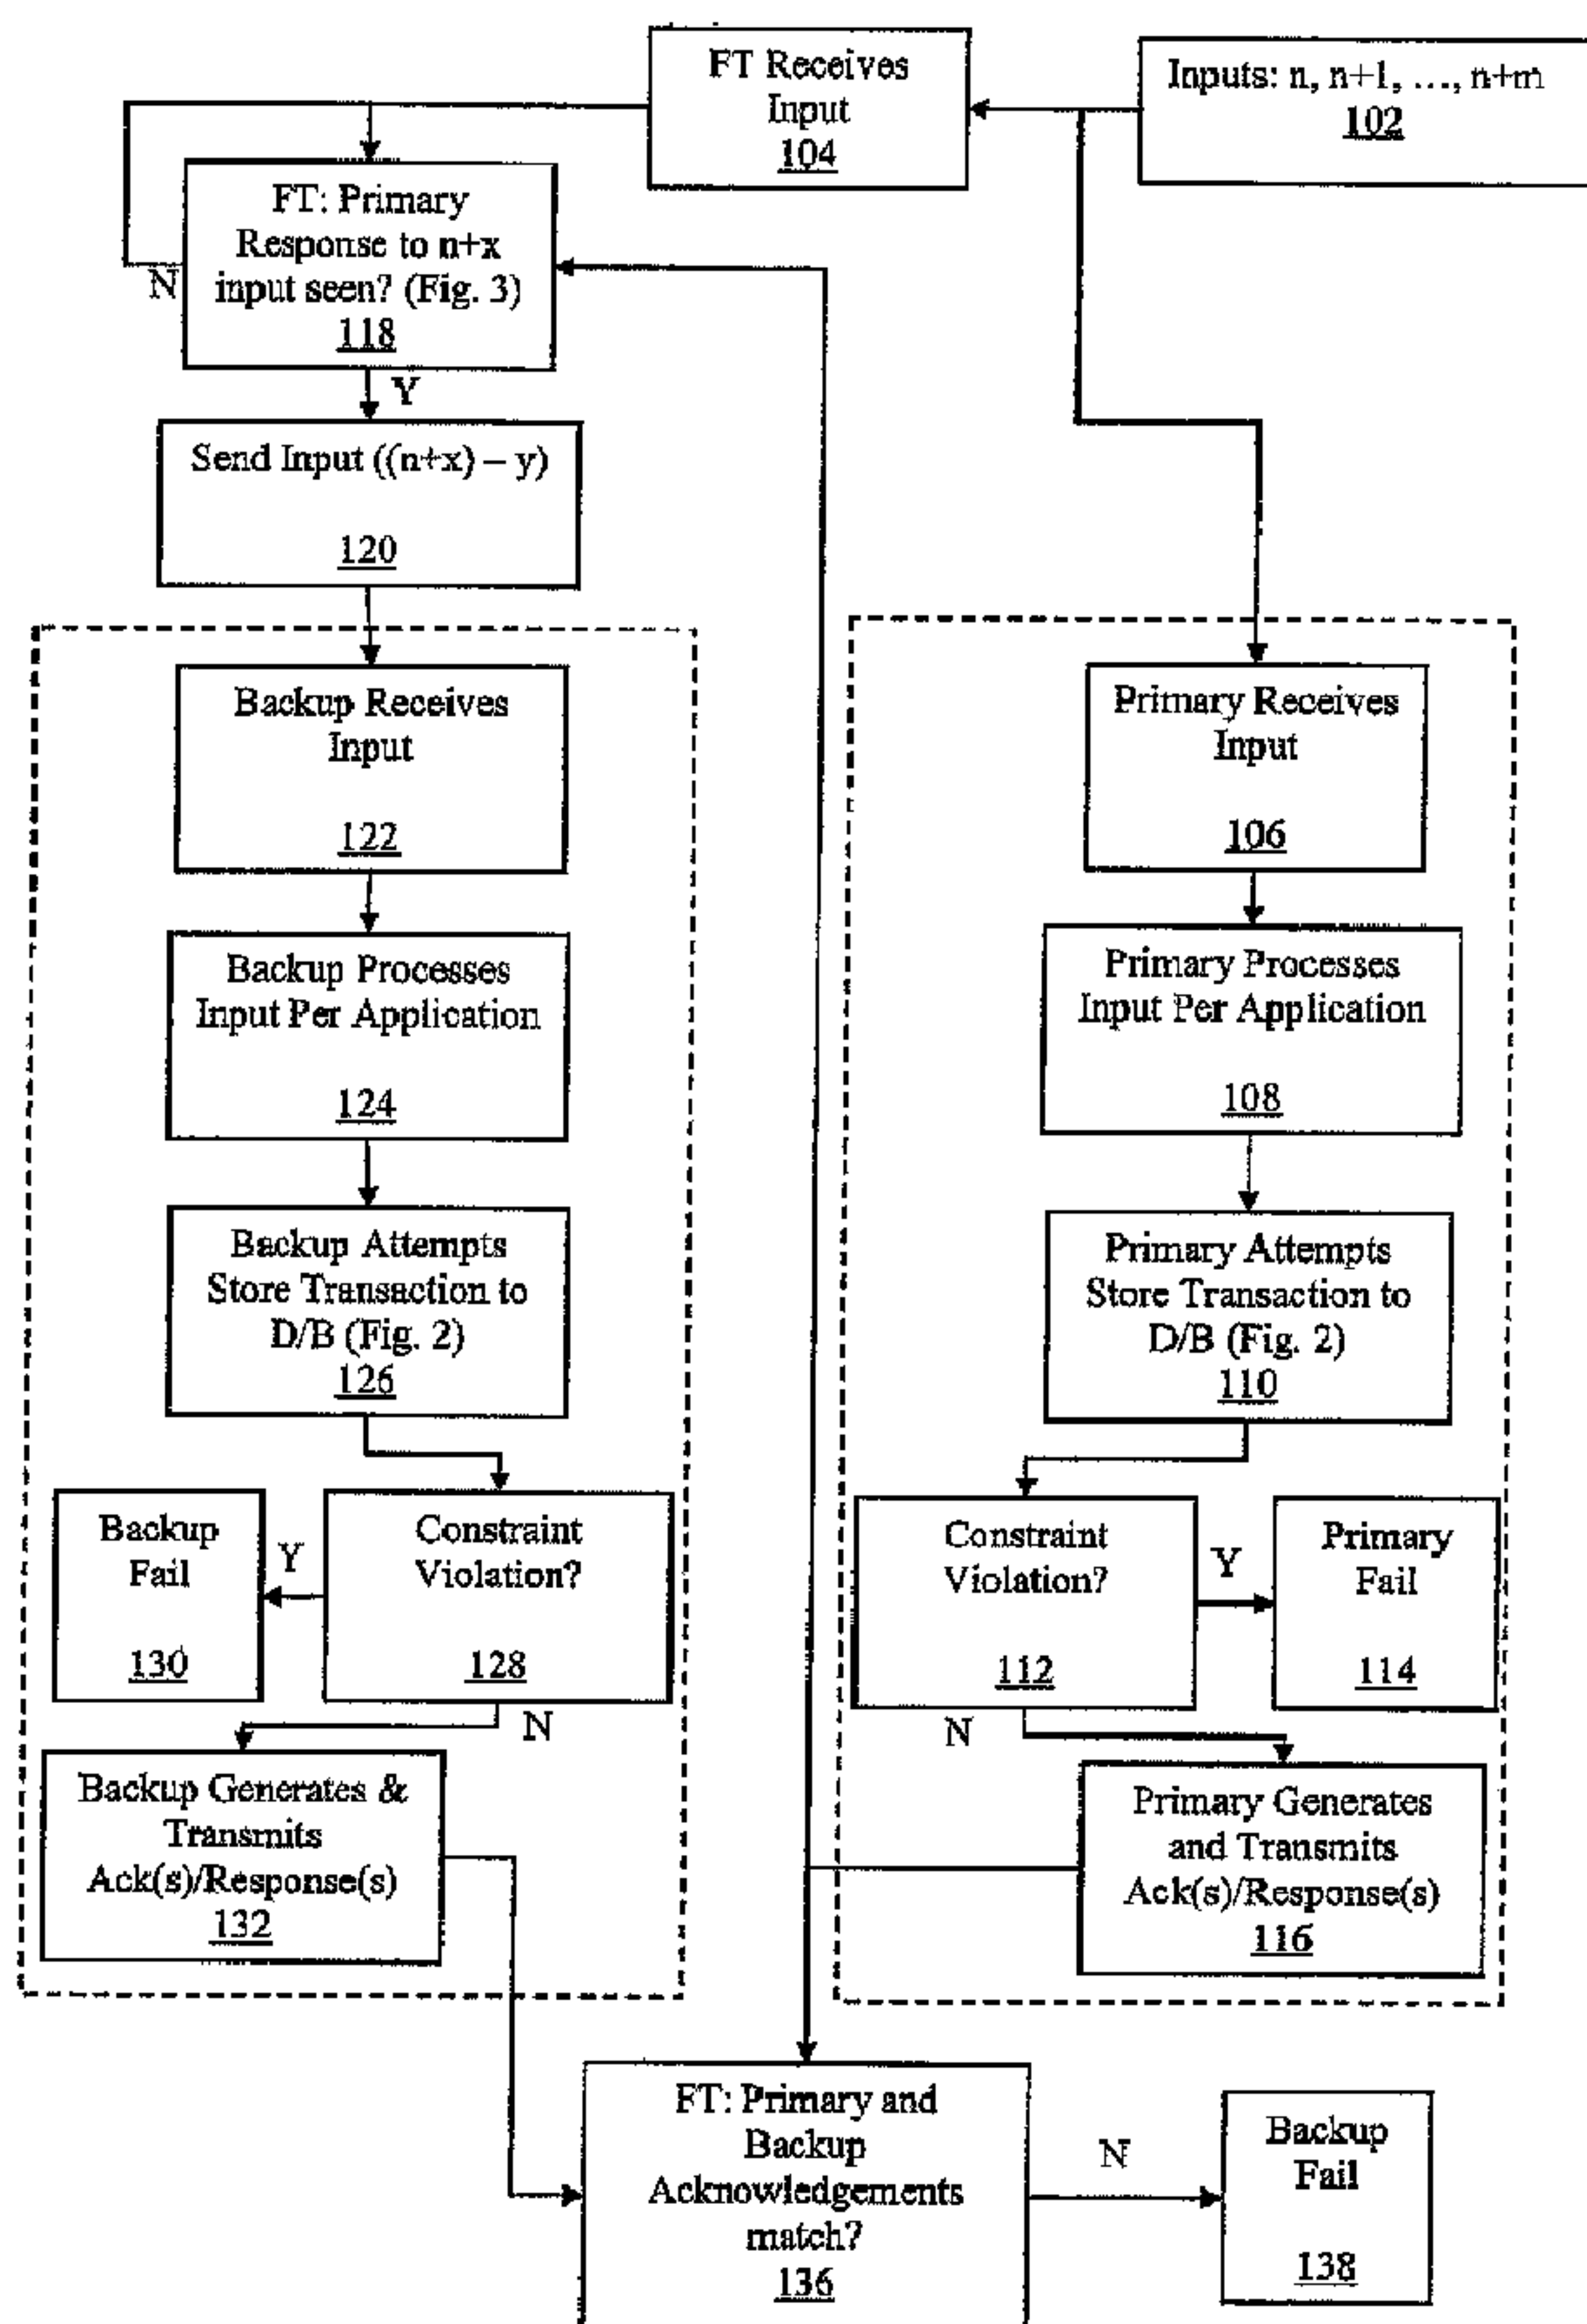 FT Receives
Input
104
Inputs: n, n+1, ..., n+m
102
FT: Primary
Response to n+x
input seen? (Fig. 3)
118
N
Y
Send Input ((n+x) – y)
120
Backup Receives
Input
122
Primary Receives
Input
106
Backup Processes
Input Per Application
124
Primary Processes
Input Per Application
108
Backup Attempts
Store Transaction to
D/B (Fig. 2)
126
Primary Attempts
Store Transaction to
D/B (Fig. 2)
110
Backup
Fail
130
Y
Constraint
Violation?
128
N
Constraint
Violation?
112
Y
Primary
Fail
114
N
Backup Generates &
Transmits
Ack(s)/Response(s)
132
Primary Generates
and Transmits
Ack(s)/Response(s)
116
FT: Primary and
Backup
Acknowledgements
match?
136
N
Backup
Fail
138